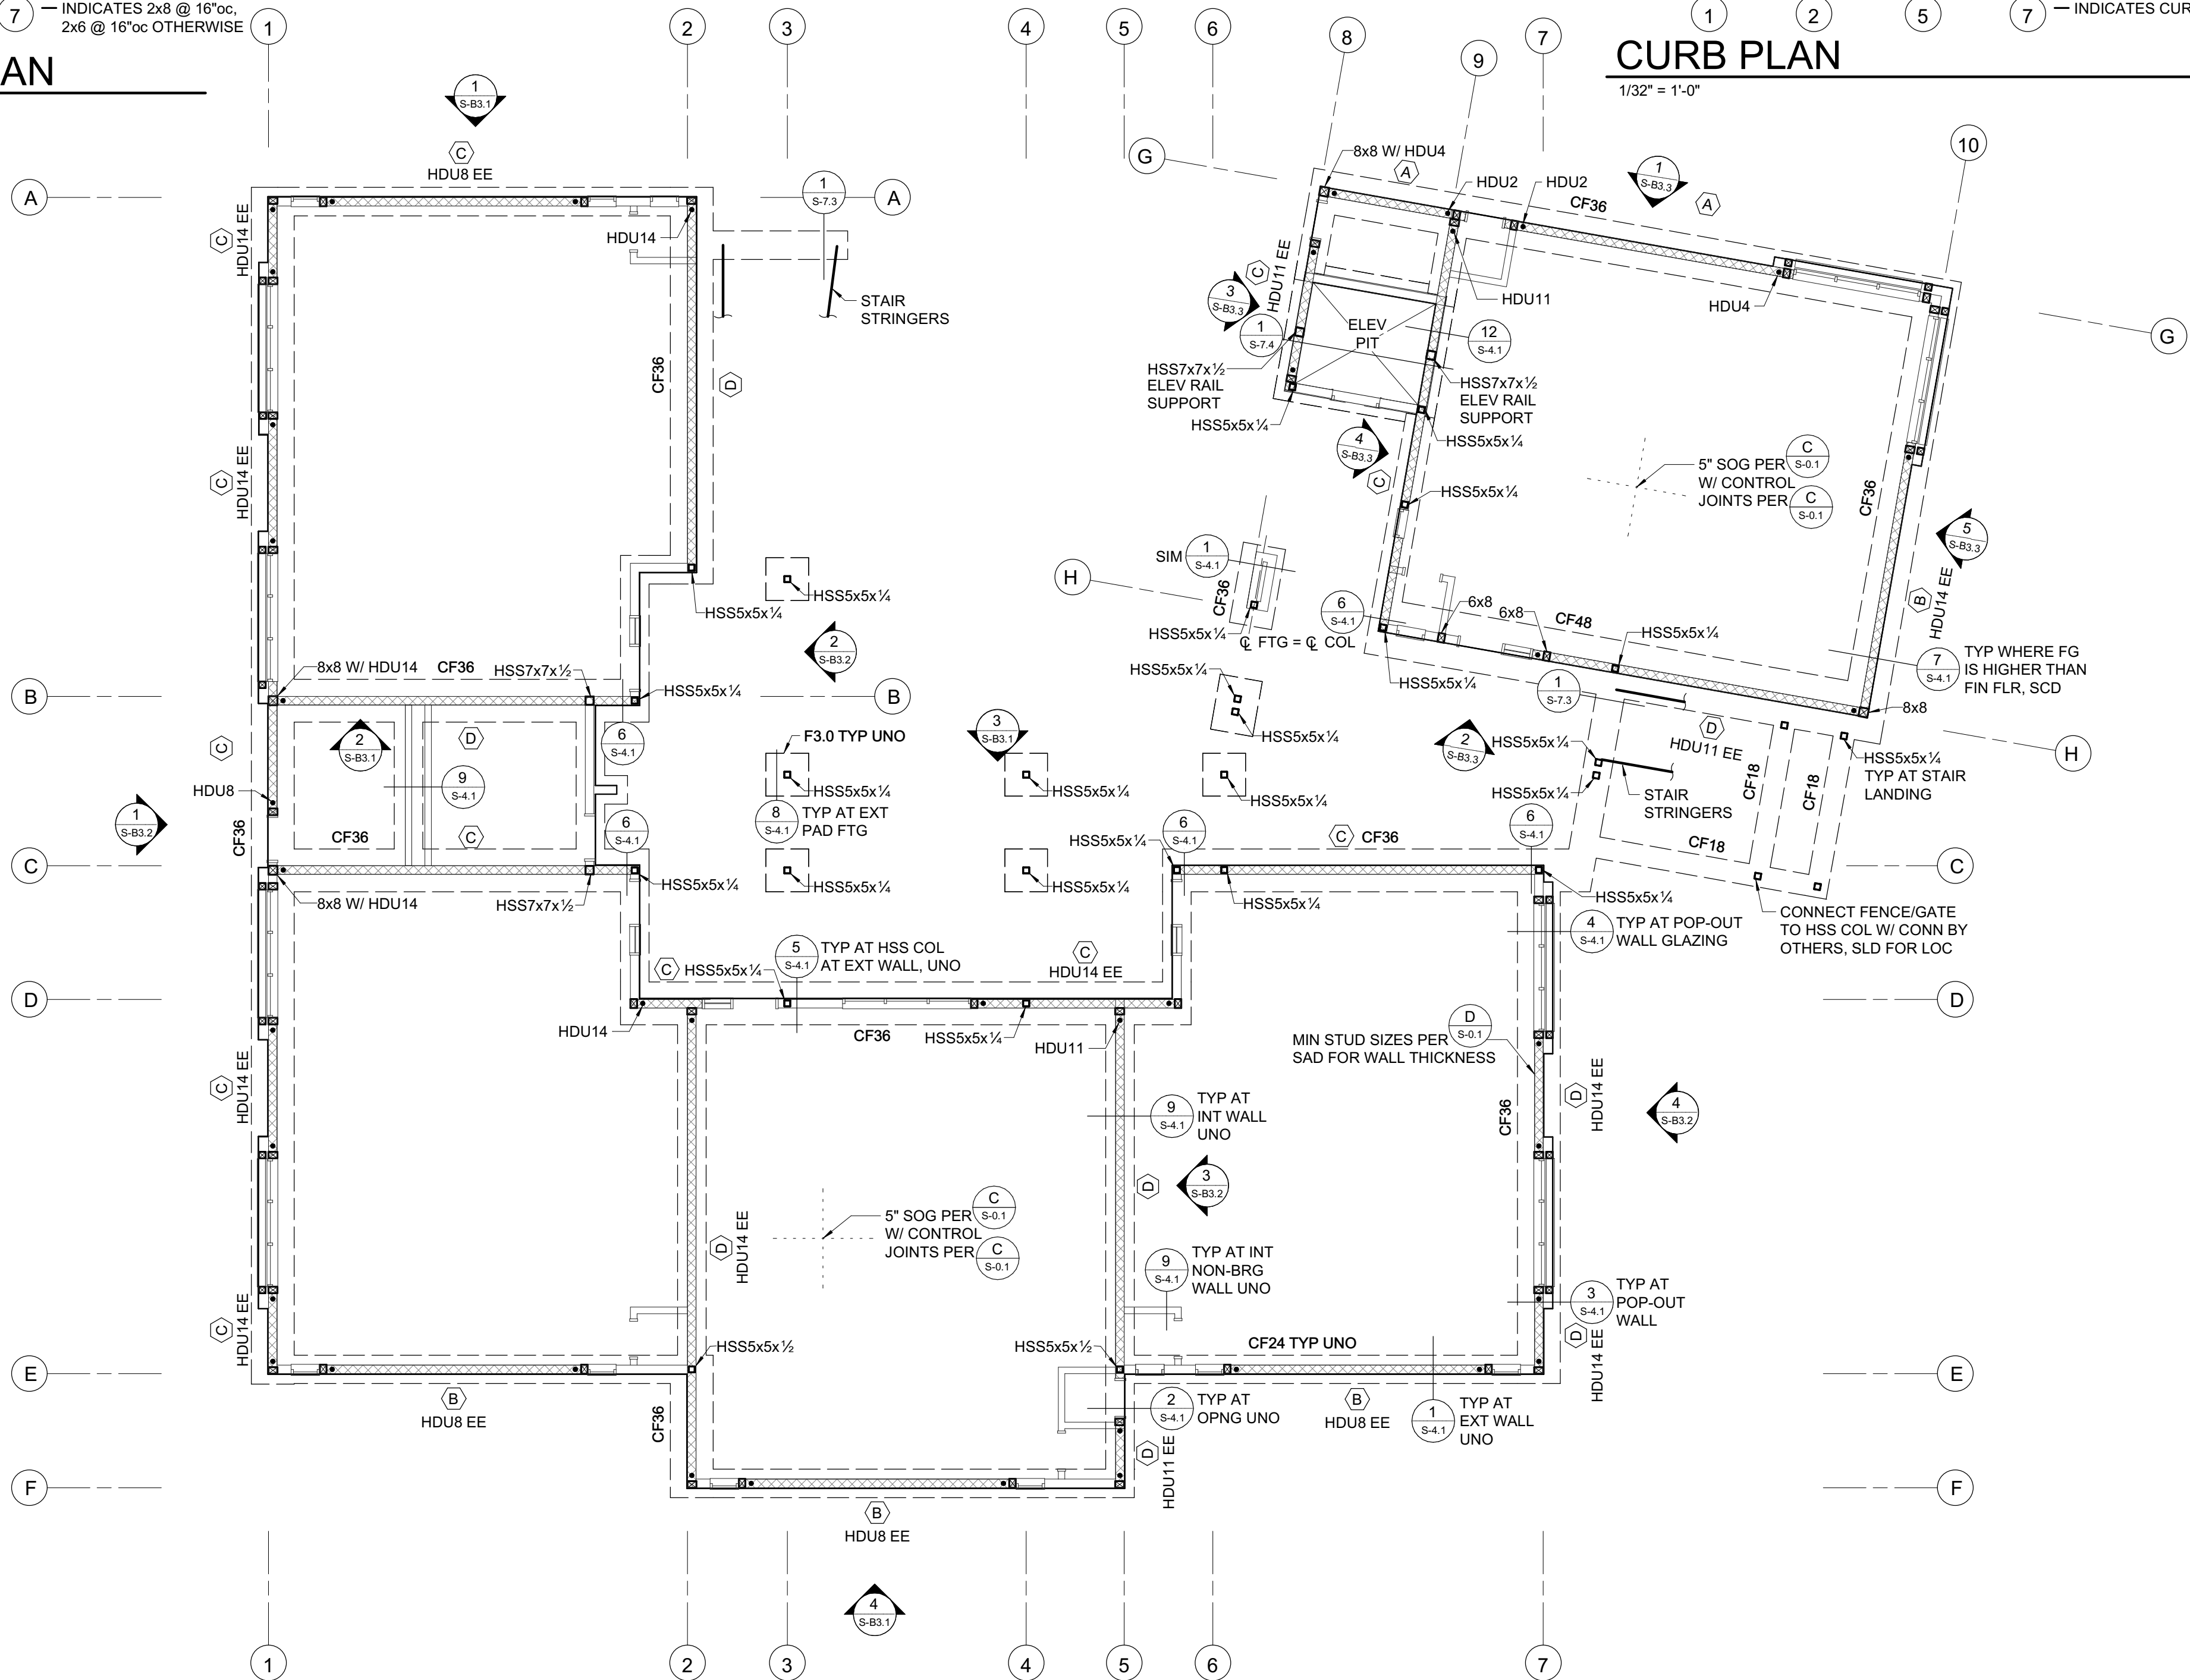 7
— INDICATES 2x8 @ 16"oc,
2x6 @ 16"oc OTHERWISE
AN
1
2
3
4
5
6
8
9
7
1
2
5
7
— INDICATES CUR
CURB PLAN
1/32" = 1'-0"
10
G
1
S-B3.1
C
HDU8 EE
A
1
S-7.3
A
8x8 W/ HDU4
A
HDU2
HDU2
CF36
1
S-B3.3
A
C
HDU14 EE
HDU14
STAIR
STRINGERS
C
HDU11 EE
3
S-B3.3
1
S-7.4
ELEV
PIT
HDU11
HDU4
12
S-4.1
G
CF36
D
HSS7x7x½
ELEV RAIL
SUPPORT
HSS7x7x½
ELEV RAIL
SUPPORT
HSS5x5x¼
HSS5x5x¼
4
S-B3.3
C
C
HDU14 EE
HSS5x5x¼
5" SOG PER
W/ CONTROL
JOINTS PER
C
S-0.1
C
S-0.1
CF36
5
S-B3.3
SIM
1
S-4.1
H
CF36
HSS5x5x¼
℄ FTG = ℄ COL
HSS5x5x¼
HSS5x5x¼
6
S-4.1
6x8
6x8
CF48
HSS5x5x¼
B
HDU14 EE
2
S-B3.2
8x8 W/ HDU14
CF36
HSS7x7x½
HSS5x5x¼
B
B
HSS5x5x¼
HSS5x5x¼
HSS5x5x¼
1
S-7.3
7
S-4.1
TYP WHERE FG
IS HIGHER THAN
FIN FLR, SCD
8x8
D
HDU11 EE
H
C
2
S-B3.1
D
6
S-4.1
F3.0 TYP UNO
3
S-B3.1
2
S-B3.3
HSS5x5x¼
HSS5x5x¼
TYP AT STAIR
LANDING
9
S-4.1
HDU8
HSS5x5x¼
HSS5x5x¼
HSS5x5x¼
HSS5x5x¼
STAIR
STRINGERS
CF18
CF18
CF18
1
S-B3.2
CF36
CF36
C
6
S-4.1
8
S-4.1
TYP AT EXT
PAD FTG
HSS5x5x¼
6
S-4.1
C
CF36
6
S-4.1
C
C
8x8 W/ HDU14
HSS7x7x½
HSS5x5x¼
HSS5x5x¼
HSS5x5x¼
HSS5x5x¼
HSS5x5x¼
CONNECT FENCE/GATE
TO HSS COL W/ CONN BY
OTHERS, SLD FOR LOC
4
S-4.1
TYP AT POP-OUT
WALL GLAZING
5
S-4.1
TYP AT HSS COL
AT EXT WALL, UNO
C
HSS5x5x¼
C
HDU14 EE
D
D
HDU14
CF36
HSS5x5x¼
HDU11
MIN STUD SIZES PER
SAD FOR WALL THICKNESS
D
S-0.1
C
HDU14 EE
9
S-4.1
TYP AT
INT WALL
UNO
CF36
D
HDU14 EE
4
S-B3.2
D
3
S-B3.2
5" SOG PER
W/ CONTROL
JOINTS PER
C
S-0.1
C
S-0.1
D
HDU14 EE
9
S-4.1
TYP AT INT
NON-BRG
WALL UNO
3
S-4.1
TYP AT
POP-OUT
WALL
C
HDU14 EE
HSS5x5x½
HSS5x5x½
CF24 TYP UNO
D
HDU14 EE
E
E
B
HDU8 EE
CF36
2
S-4.1
TYP AT
OPNG UNO
B
HDU8 EE
1
S-4.1
TYP AT
EXT WALL
UNO
D
HDU11 EE
F
F
B
HDU8 EE
4
S-B3.1
1
2
3
4
5
6
7